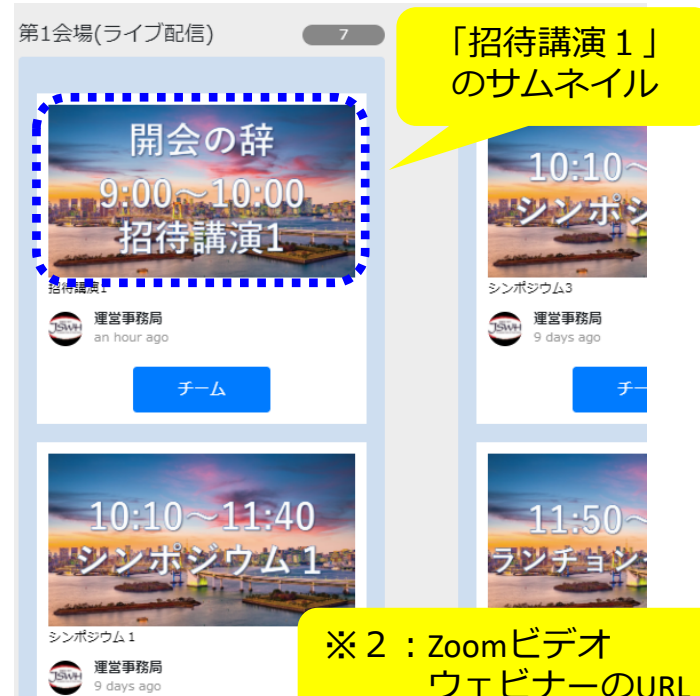 第1会場(ライブ配信)
7
「招待講演１」
のサムネイル
開会の辞
9:00～10:00
招待講演1
招待講演1
運営事務局
an hour ago
チーム
10:10～
シンポジ
シンポジウム3
運営事務局
9 days ago
チー
10:10～11:40
シンポジウム１
シンポジウム１
運営事務局
9 days ago
11:50～
ランチョン
※２：Zoomビデオ
ウェビナーのURL
JSWH
JSWH
JSWH